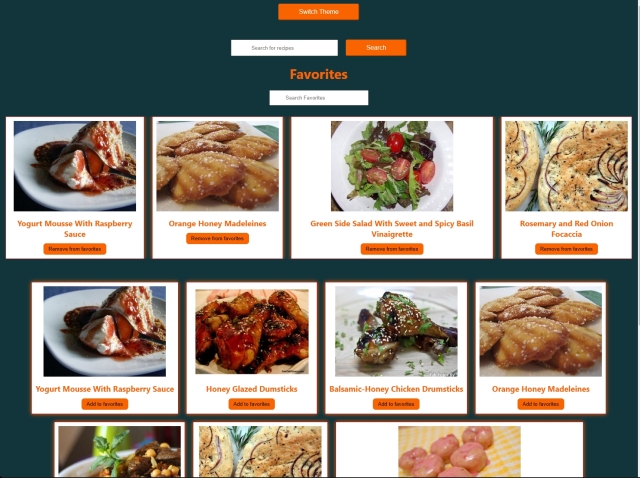 Switch Theme
Search for recipes
Search
Favorites
Search Favorites
Yogurt Mousse With Raspberry
Sauce
Remove from favorites
Orange Honey Madeleines
Remove from favorites
Green Side Salad With Sweet and Spicy Basil
Vinaigrette
Remove from favorites
Rosemary and Red Onion
Focaccia
Remove from favorites
Yogurt Mousse With Raspberry Sauce
Add to favorites
Honey Glazed Dumsticks
Add to favorites
Balsamic-Honey Chicken Drumsticks
Add to favorites
Orange Honey Madeleines
Add to favorites